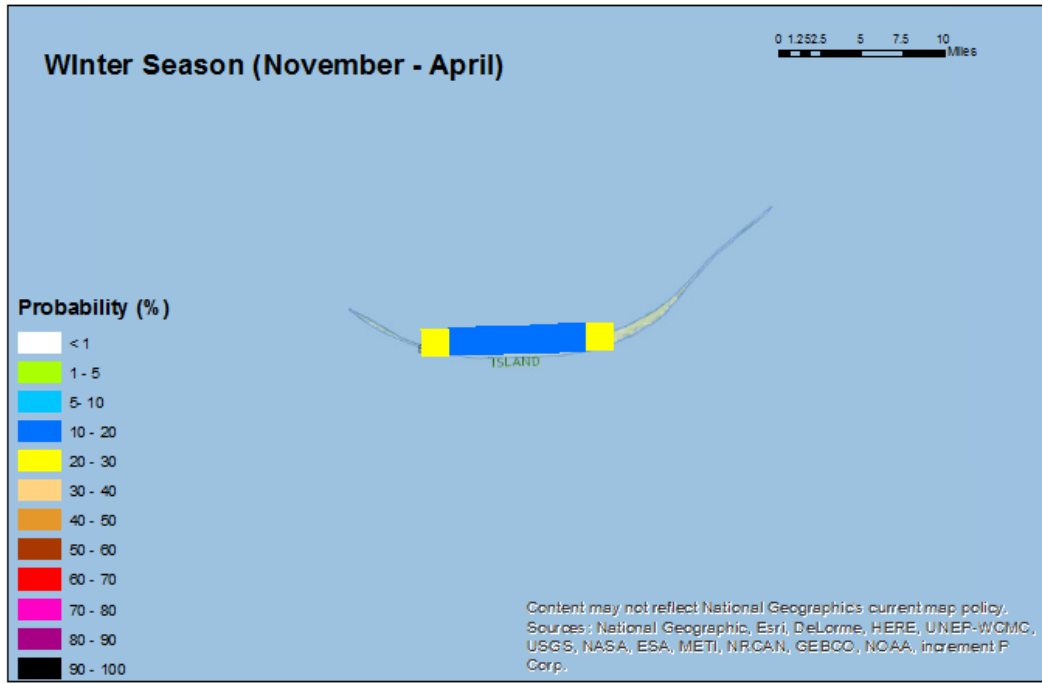 WInter Season (November - April)
0 1.252.5 5 7.5 10
Miles
ISLAND
Probability (%)
< 1
1 - 5
5- 10
10 - 20
20 - 30
30 - 40
40 - 50
50 - 60
60 - 70
70 - 80
80 - 90
90 - 100
Content may not reflect National Geographics current map policy.
Sources: National Geographic, Esri, DeLorme, HERE, UNEP-WCMC,
USGS, NASA, ESA, METI, NRCAN, GEBCO, NOAA, increment P
Corp.